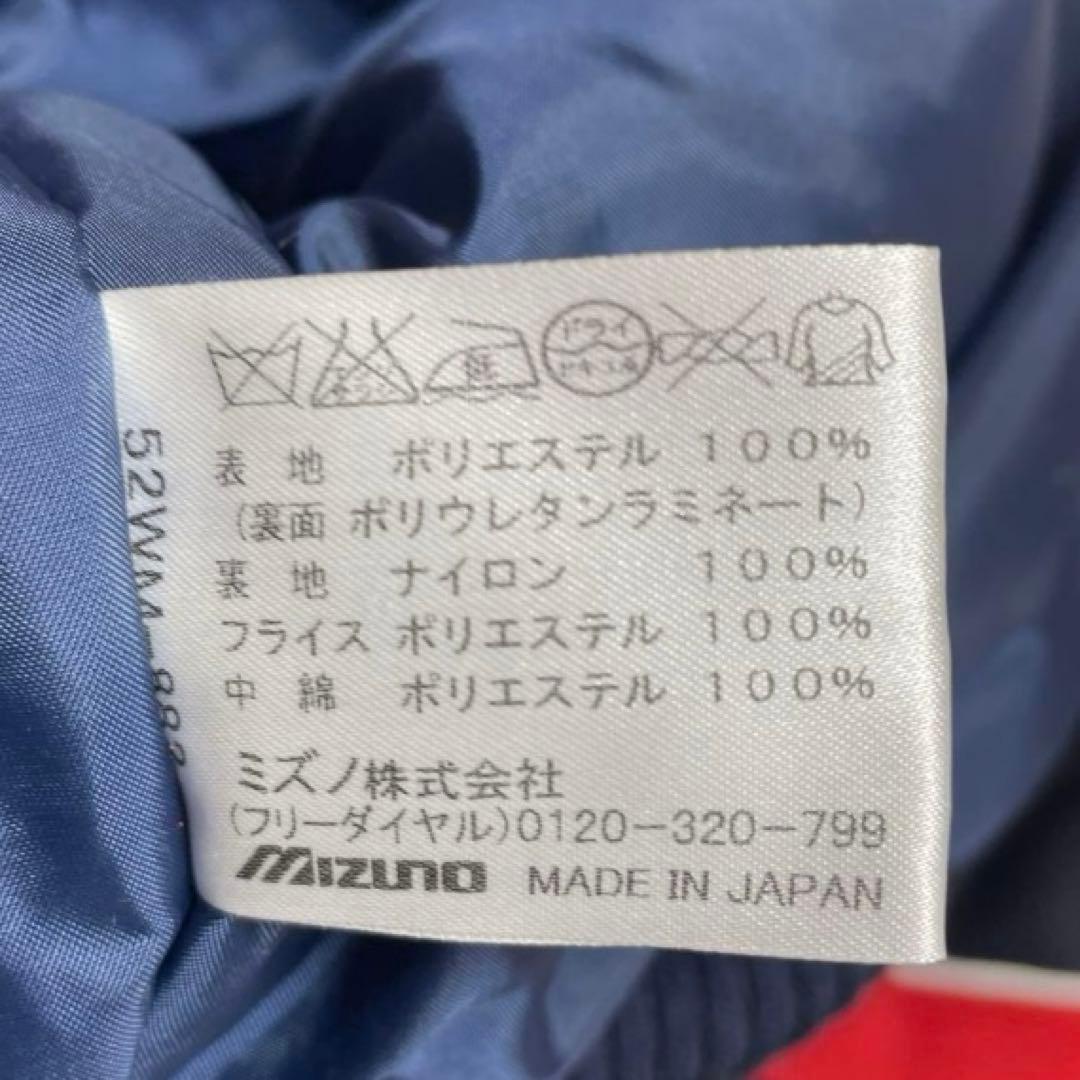 ドライ
表 地 ポリエステル 100%
(裏面 ポリウレタンラミネート)
裏 地 ナイロン 100%
フライス ポリエステル 100%
中 綿 ポリエステル 100%
ミズノ株式会社
(フリーダイヤル)0120-320-799
MIZUNO MADE IN JAPAN